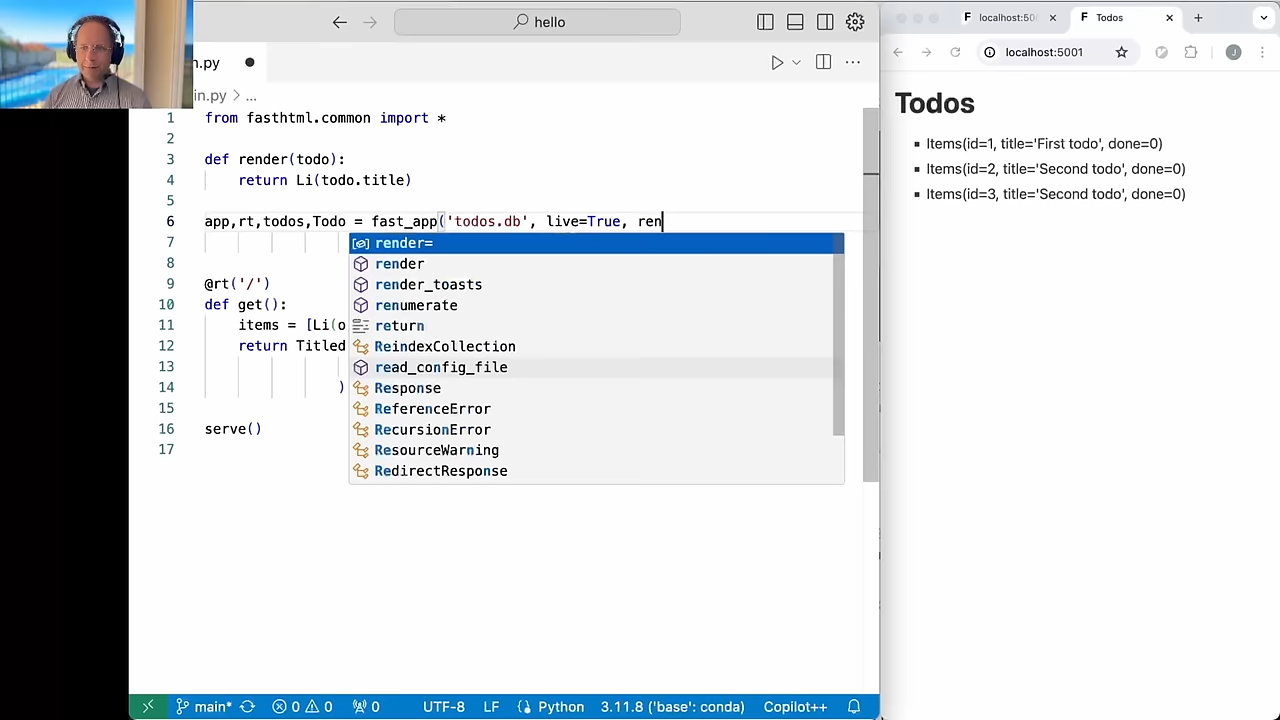 hello
n.py
in.py > ...
1 from fasthtml.common import *
2
3 def render(todo):
4 return Li(todo.title)
5
6 app,rt,todos,Todo = fast_app('todos.db', live=True, ren
7
8
9 @rt('/')
10 def get():
11 items = [Li(o
12 return Titled
13
14 )
15
16 serve()
17
render=
render
render_toasts
renumerate
return
ReindexCollection
read_config_file
Response
ReferenceError
RecursionError
ResourceWarning
RedirectResponse
main* 0 0 0 UTF-8 LF Python 3.11.8 ('base': conda) Copilot++
F localhost:50
F Todos
localhost:5001
J
Todos
Items(id=1, title='First todo', done=0)
Items(id=2, title='Second todo', done=0)
Items(id=3, title='Second todo', done=0)